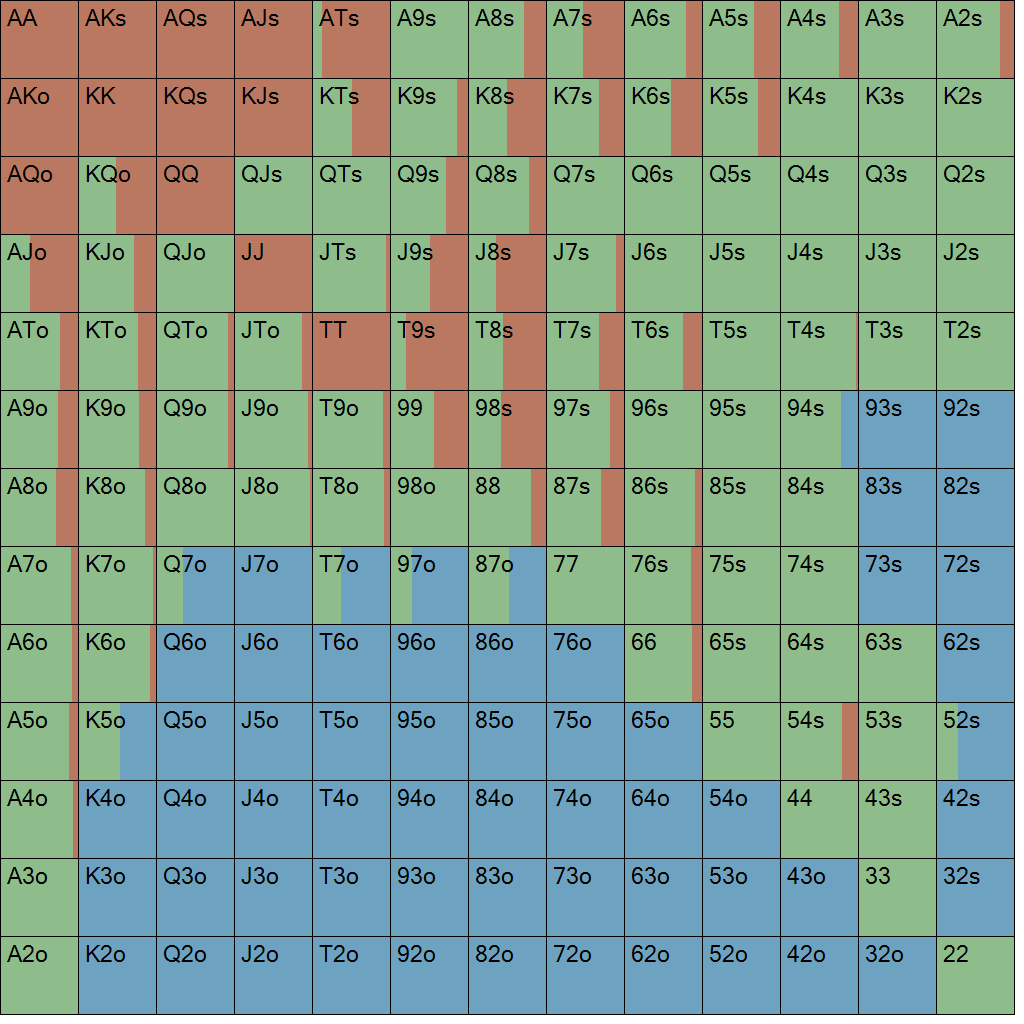 AA AKs AQs AJs ATs A9s A8s A7s A6s A5s A4s A3s A2s
AKo KK KQs KJs KTs K9s K8s K7s K6s K5s K4s K3s K2s
AQo KQo QQ QJs QTs Q9s Q8s Q7s Q6s Q5s Q4s Q3s Q2s
AJo KJo QJo JJ JTs J9s J8s J7s J6s J5s J4s J3s J2s
ATo KTo QTo JTo TT T9s T8s T7s T6s T5s T4s T3s T2s
A9o K9o Q9o J9o T9o 99 98s 97s 96s 95s 94s 93s 92s
A8o K8o Q8o J8o T8o 98o 88 87s 86s 85s 84s 83s 82s
A7o K7o Q7o J7o T7o 97o 87o 77 76s 75s 74s 73s 72s
A6o K6o Q6o J6o T6o 96o 86o 76o 66 65s 64s 63s 62s
A5o K5o Q5o J5o T5o 95o 85o 75o 65o 55 54s 53s 52s
A4o K4o Q4o J4o T4o 94o 84o 74o 64o 54o 44 43s 42s
A3o K3o Q3o J3o T3o 93o 83o 73o 63o 53o 43o 33 32s
A2o K2o Q2o J2o T2o 92o 82o 72o 62o 52o 42o 32o 22